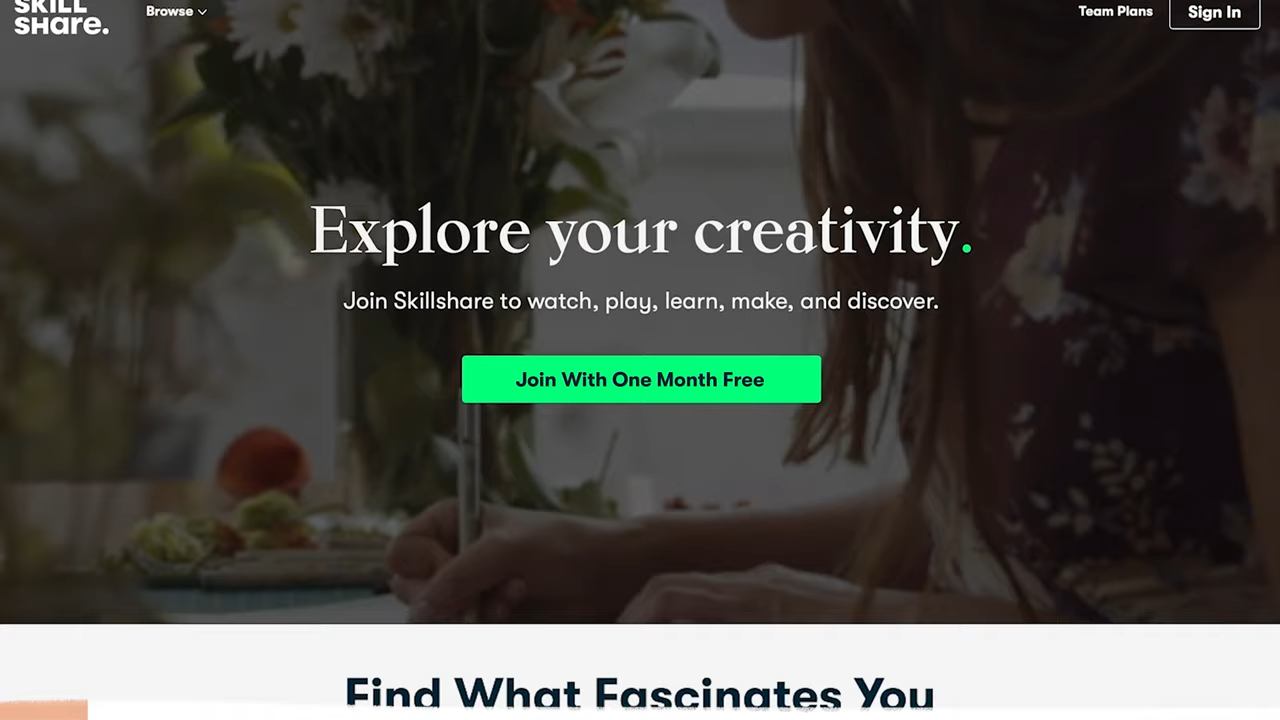 SKILL
SHare.
Browse
Team Plans
Sign In
Explore your creativity.
Join Skillshare to watch, play, learn, make, and discover.
Join With One Month Free
Find What Fascinates You